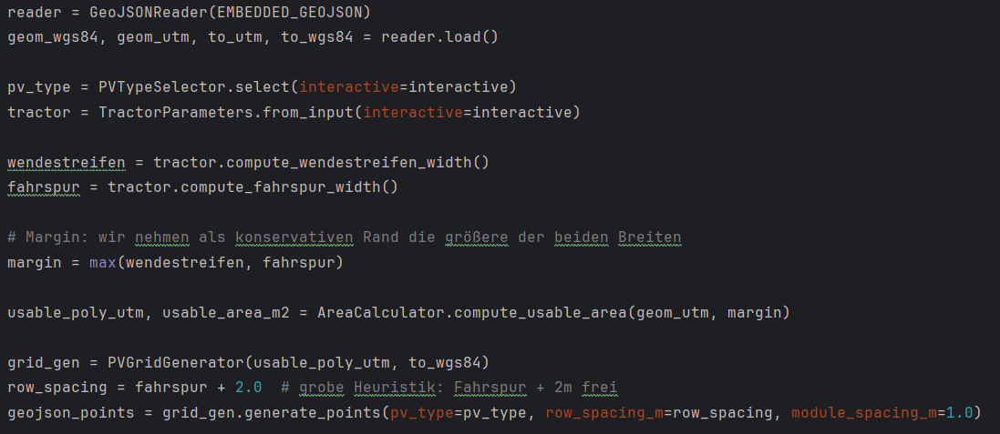 reader = GeoJSONReader(EMBEDDED_GEOJSON)
geom_wgs84, geom_utm, to_utm, to_wgs84 = reader.load()
pv_type = PVTypeSelector.select(interactive=interactive)
tractor = TractorParameters.from_input(interactive=interactive)
wendestreifen = tractor.compute_wendestreifen_width()
fahrspur = tractor.compute_fahrspur_width()
# Margin: wir nehmen als konservativen Rand die größere der beiden Breiten
margin = max(wendestreifen, fahrspur)
usable_poly_utm, usable_area_m2 = AreaCalculator.compute_usable_area(geom_utm, margin)
grid_gen = PVGridGenerator(usable_poly_utm, to_wgs84)
row_spacing = fahrspur + 2.0  # grobe Heuristik: Fahrspur + 2m frei
geojson_points = grid_gen.generate_points(pv_type=pv_type, row_spacing_m=row_spacing, module_spacing_m=1.0)